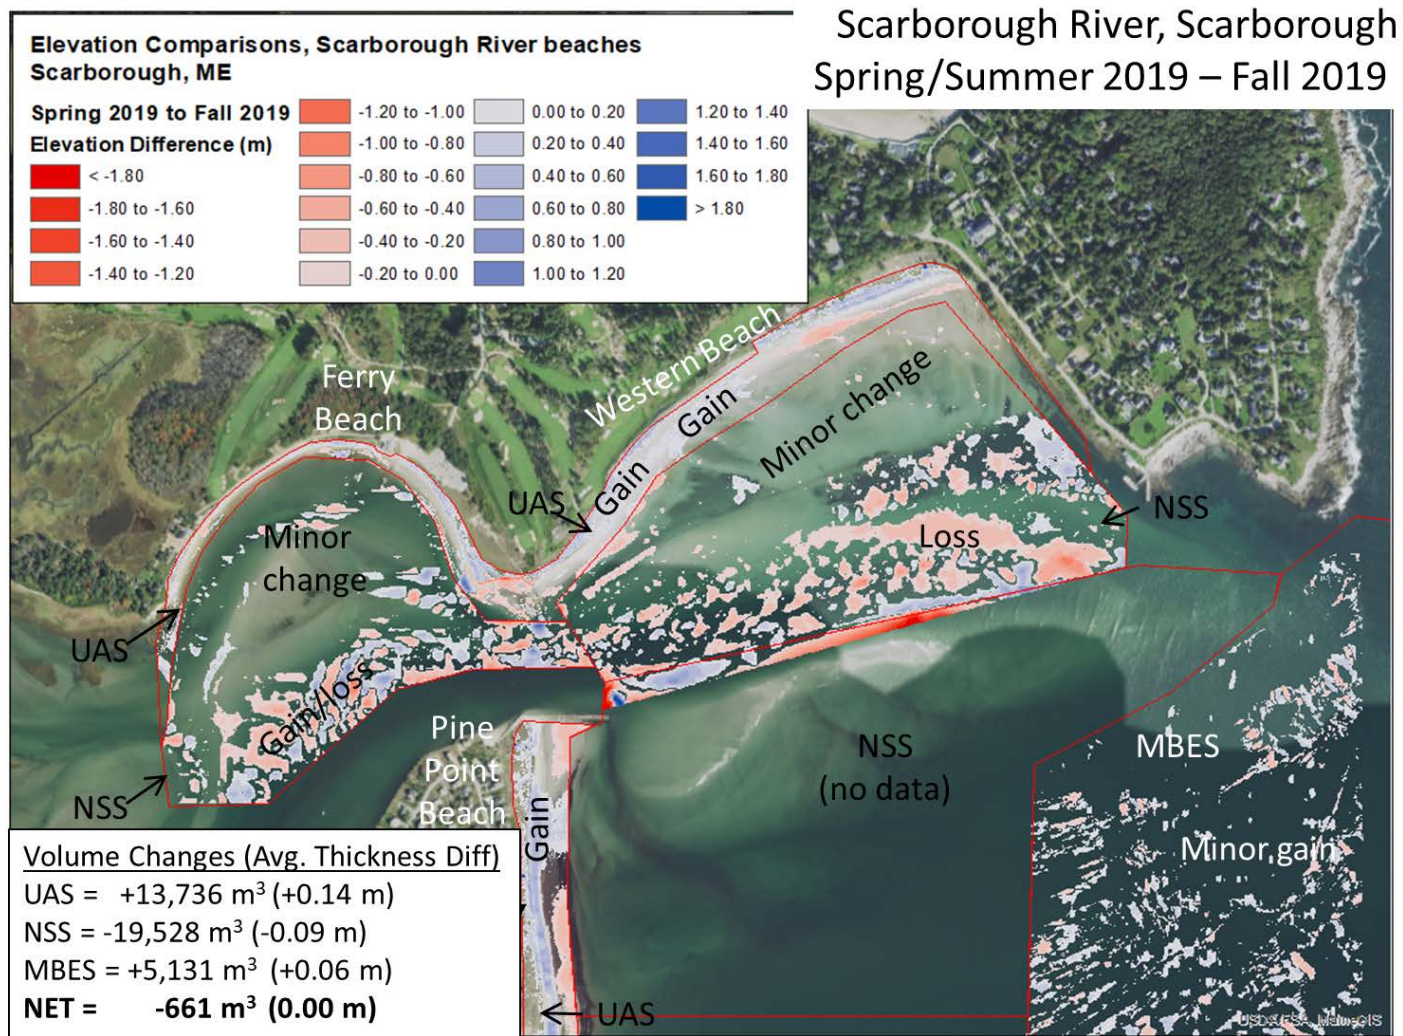 Scarborough River, Scarborough
Spring/Summer 2019 – Fall 2019
Elevation Comparisons, Scarborough River beaches
Scarborough, ME
Spring 2019 to Fall 2019
Elevation Difference (m)
< -1.80
-1.80 to -1.60
-1.60 to -1.40
-1.40 to -1.20
-1.20 to -1.00
-1.00 to -0.80
-0.80 to -0.60
-0.60 to -0.40
-0.40 to -0.20
-0.20 to 0.00
0.00 to 0.20
0.20 to 0.40
0.40 to 0.60
0.60 to 0.80
0.80 to 1.00
1.00 to 1.20
1.20 to 1.40
1.40 to 1.60
1.60 to 1.80
> 1.80
Western Beach
Ferry
Beach
Gain
Minor change
Gain
UAS
NSS
Loss
Minor
change
UAS
Gain/loss
NSS
Pine
Point
Beach
NSS
(no data)
MBES
Gain
Minor gain
UAS
Volume Changes (Avg. Thickness Diff)
UAS = +13,736 m³ (+0.14 m)
NSS = -19,528 m³ (-0.09 m)
MBES = +5,131 m³ (+0.06 m)
NET = -661 m³ (0.00 m)
MaineGIS